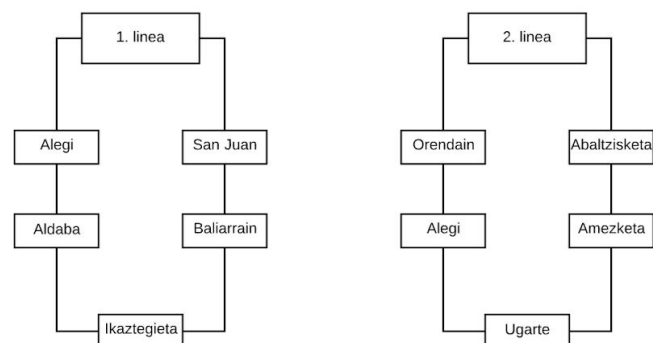 1. linea
2. linea
Alegi
San Juan
Orendain
Abaltzisketa
Aldaba
Baliarrain
Alegi
Amezketa
Ikaztegieta
Ugarte